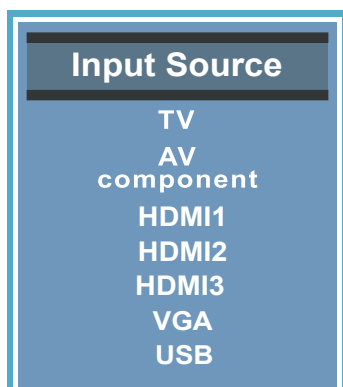 Input Source
TV
AV
component
HDMI1
HDMI2
HDMI3
VGA
USB